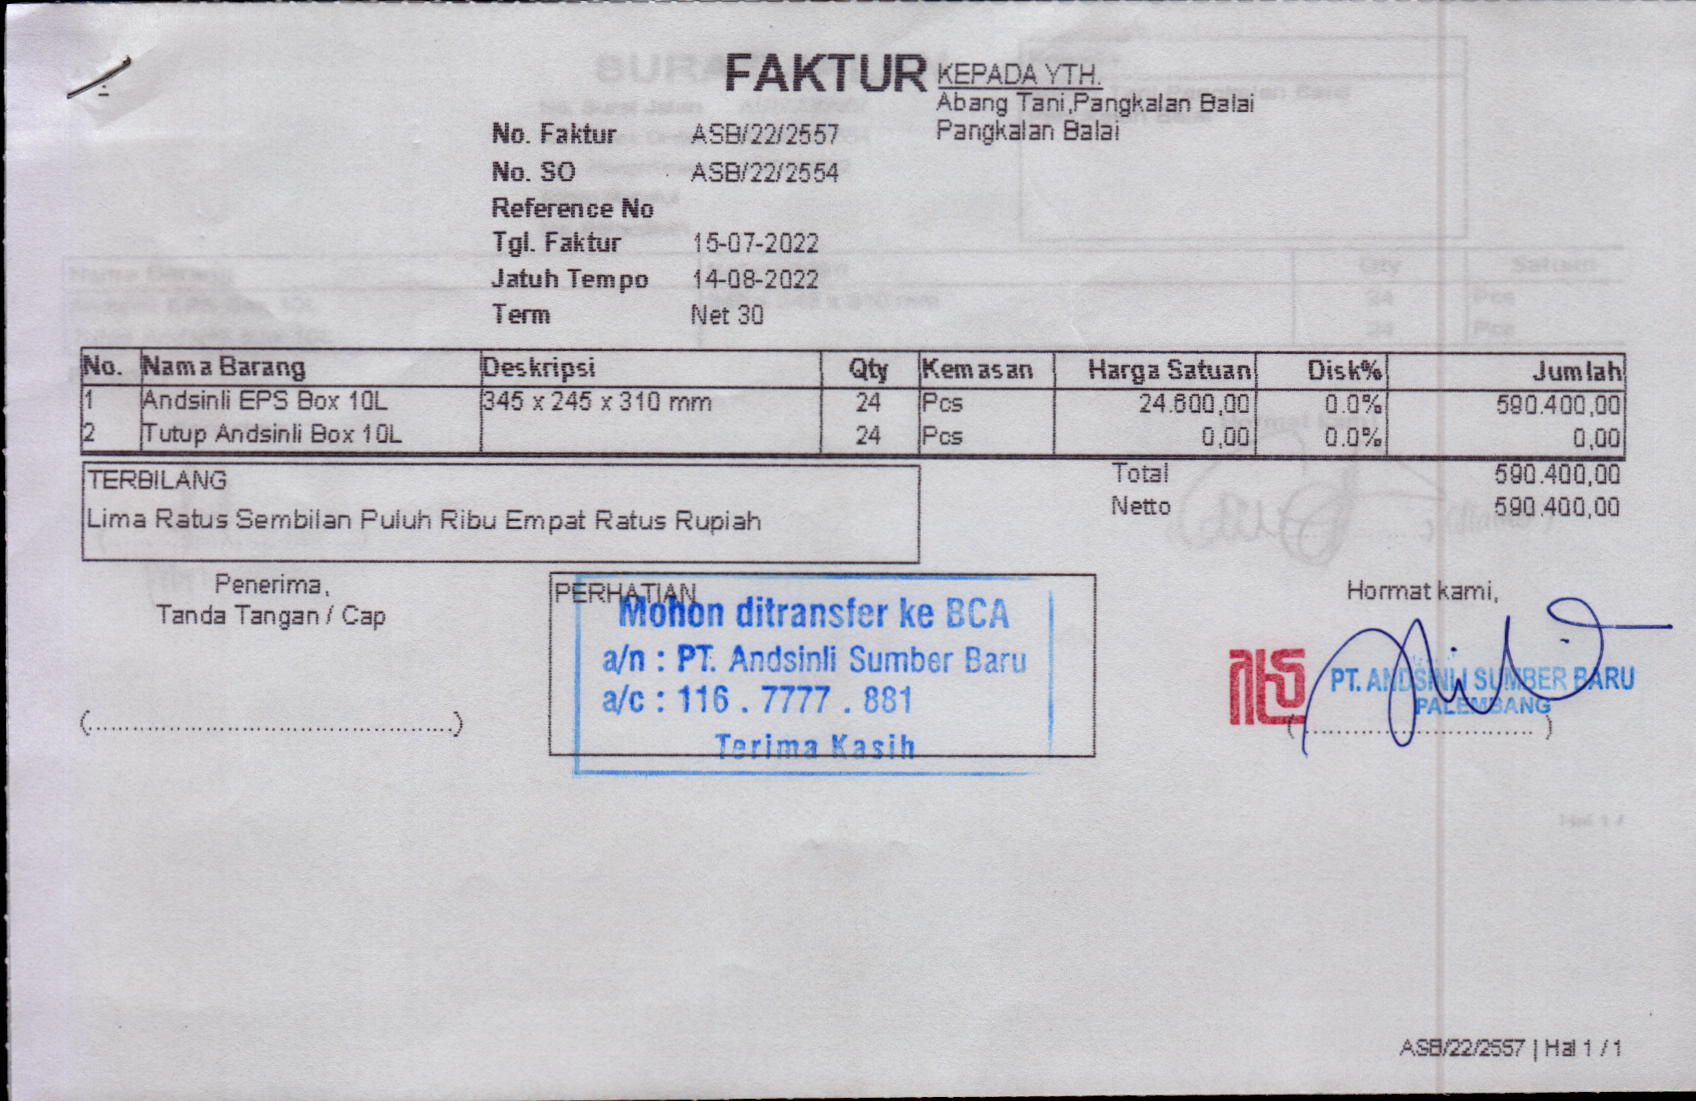 FAKTUR
KEPADA YTH.
Abang Tani,Pangkalan Balai
Pangkalan Balai
No. Faktur ASB/22/2557
No. SO ASB/22/2554
Reference No
Tgl. Faktur 15-07-2022
Jatuh Tempo 14-08-2022
Term Net 30
No. Nama Barang Deskripsi Qty Kemasan Harga Satuan Disk% Jumlah
1 Andsinli EPS Box 10L 345 x 245 x 310 mm 24 Pcs 24.600,00 0.0% 590.400,00
2 Tutup Andsinli Box 10L 24 Pcs 0,00 0.0% 0,00
TERBILANG
Lima Ratus Sembilan Puluh Ribu Empat Ratus Rupiah
Total 590.400,00
Netto 590.400,00
Penerima,
Tanda Tangan / Cap
(................................................)
PERHATIAN
Mohon ditransfer ke BCA
a/n : PT. Andsinli Sumber Baru
a/c : 116 . 7777 . 881
Terima Kasih
Hormat kami,
PT. ANDSINLI SUMBER BARU
PALEMBANG
(..............................)
ASB/22/2557 | Hal 1 / 1